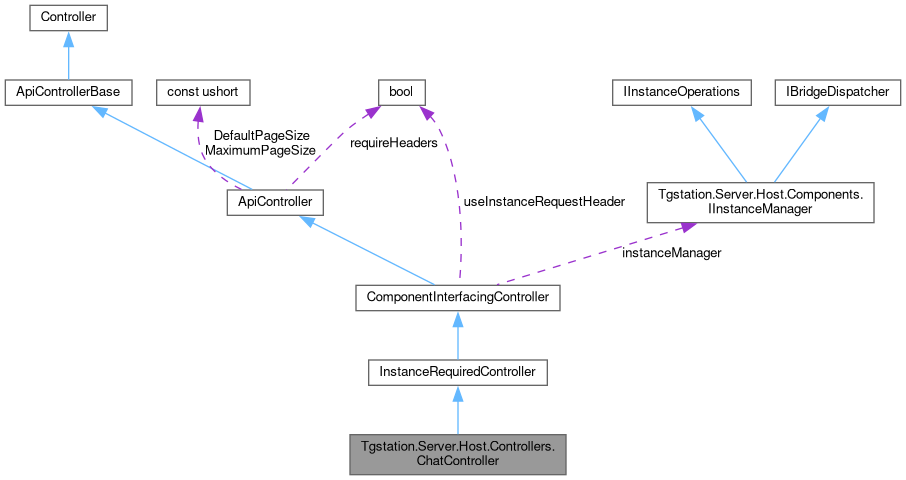 Controller
ApiControllerBase
const ushort
bool
IInstanceOperations
IBridgeDispatcher
DefaultPageSize
MaximumPageSize
requireHeaders
ApiController
useInstanceRequestHeader
Tgstation.Server.Host.Components.
IInstanceManager
instanceManager
ComponentInterfacingController
InstanceRequiredController
Tgstation.Server.Host.Controllers.
ChatController